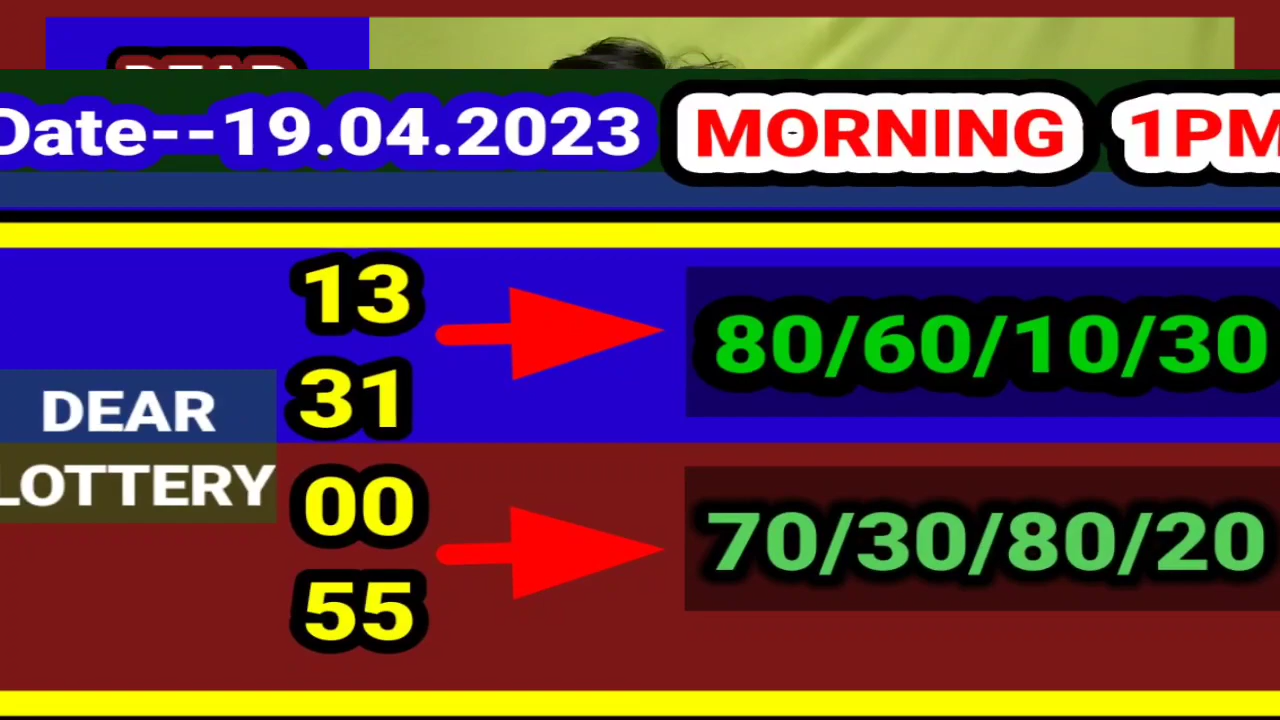 DEAR
Date--19.04.2023 MORNING 1PM
13
80/60/10/30
31
DEAR
LOTTERY
00
70/30/80/20
55